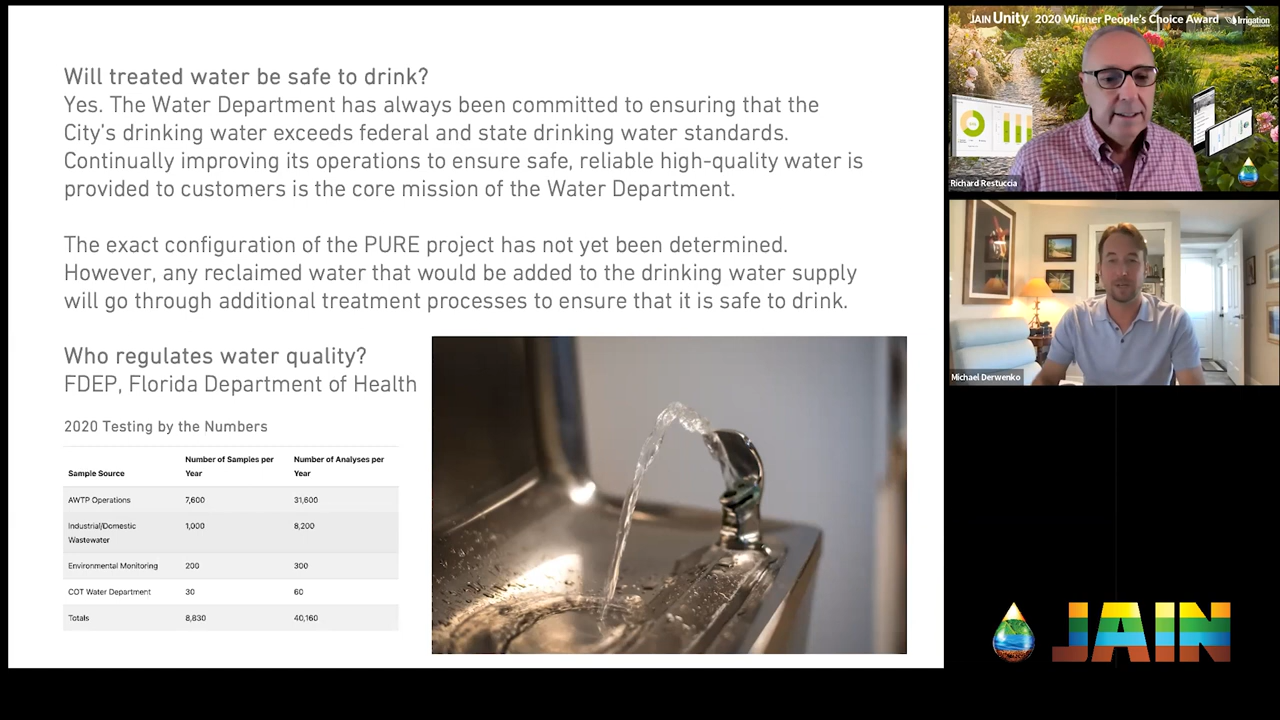 Will treated water be safe to drink?
Yes. The Water Department has always been committed to ensuring that the
City's drinking water exceeds federal and state drinking water standards.
Continually improving its operations to ensure safe, reliable high-quality water is
provided to customers is the core mission of the Water Department.
The exact configuration of the PURE project has not yet been determined.
However, any reclaimed water that would be added to the drinking water supply
will go through additional treatment processes to ensure that it is safe to drink.
Who regulates water quality?
FDEP, Florida Department of Health
2020 Testing by the Numbers
Sample Source Number of Samples per Year Number of Analyses per Year
AWTP Operations 7,600 31,600
Industrial/Domestic Wastewater 1,000 8,200
Environmental Monitoring 200 300
COT Water Department 30 60
Totals 8,830 40,160
JAIN Unity. 2020 Winner People's Choice Award Irrigation
Richard Restuccia
Michael Derwenko
JAIN